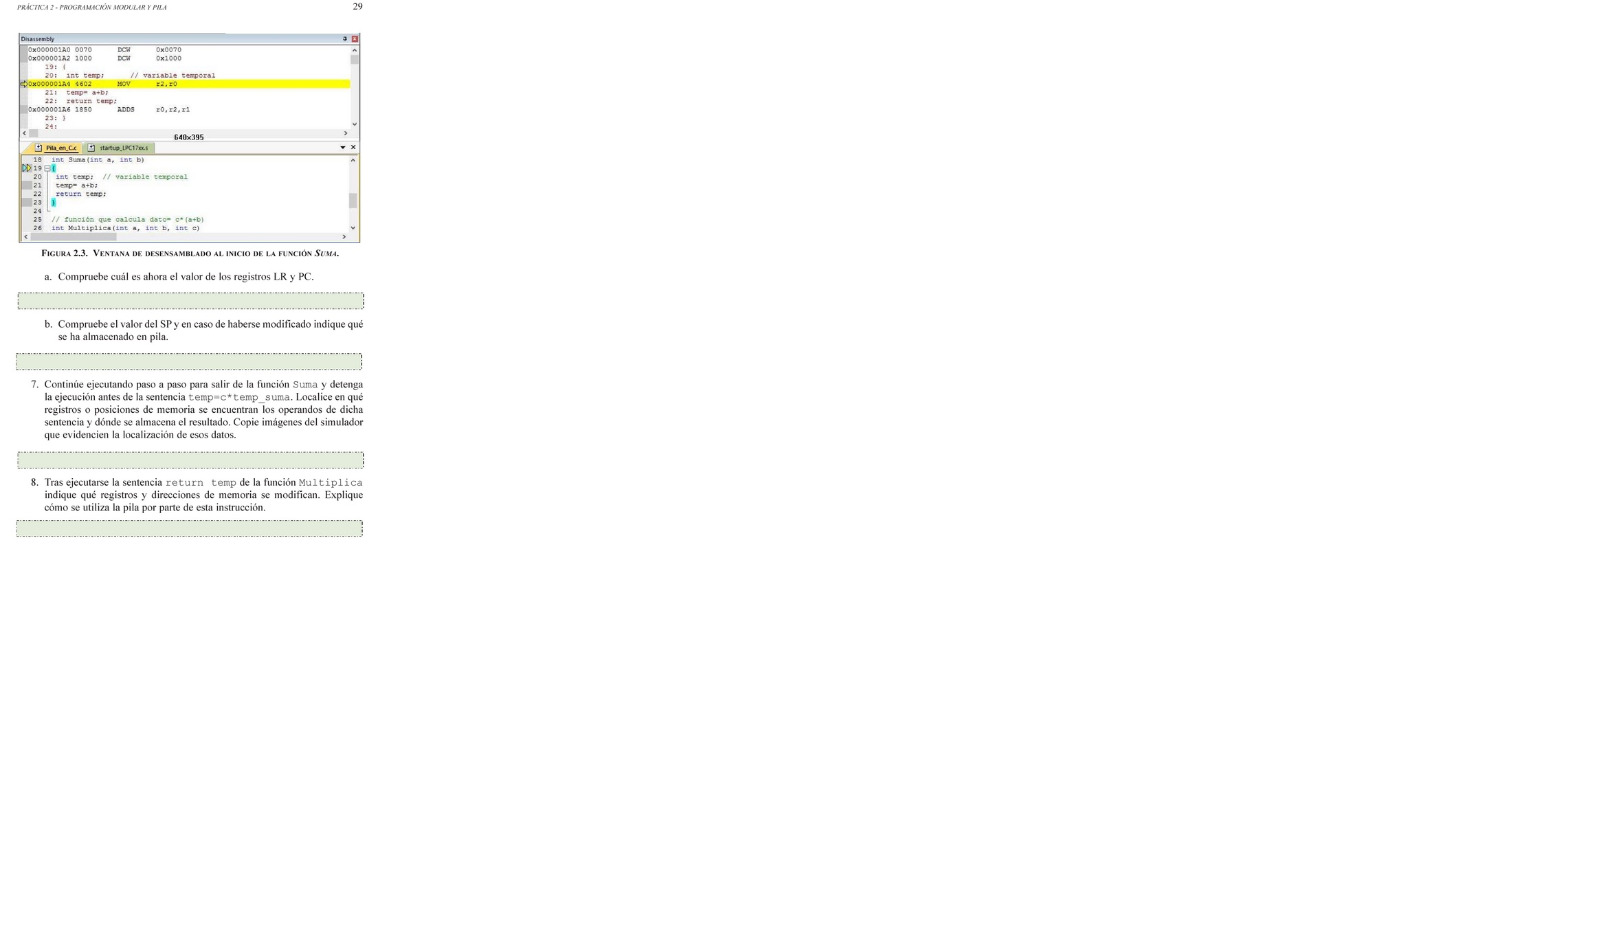 PRÁCTICA 2 - PROGRAMACIÓN MODULAR Y PILA 29
Disassembly
0x000001A0 0070 DCW 0x0070
0x000001A2 1000 DCW 0x1000
19: {
20: int temp; // variable temporal
0x000001A4 4602 MOV r2,r0
21: temp= a+b;
22: return temp;
0x000001A6 1850 ADDS r0,r2,r1
23: }
24:
640×395
Pila_en_C.c startup_LPC17xx.s
18 int Suma(int a, int b)
19 {
20 int temp; // variable temporal
21 temp= a+b;
22 return temp;
23 }
24
25 // función que calcula dato= c*(a+b)
26 int Multiplica(int a, int b, int c)
FIGURA 2.3. VENTANA DE DESENSAMBLADO AL INICIO DE LA FUNCIÓN SUMA.
a. Compruebe cuál es ahora el valor de los registros LR y PC.
b. Compruebe el valor del SP y en caso de haberse modificado indique qué
se ha almacenado en pila.
7. Continúe ejecutando paso a paso para salir de la función Suma y detenga
la ejecución antes de la sentencia temp=c*temp_suma. Localice en qué
registros o posiciones de memoria se encuentran los operandos de dicha
sentencia y dónde se almacena el resultado. Copie imágenes del simulador
que evidencien la localización de esos datos.
8. Tras ejecutarse la sentencia return temp de la función Multiplica
indique qué registros y direcciones de memoria se modifican. Explique
cómo se utiliza la pila por parte de esta instrucción.